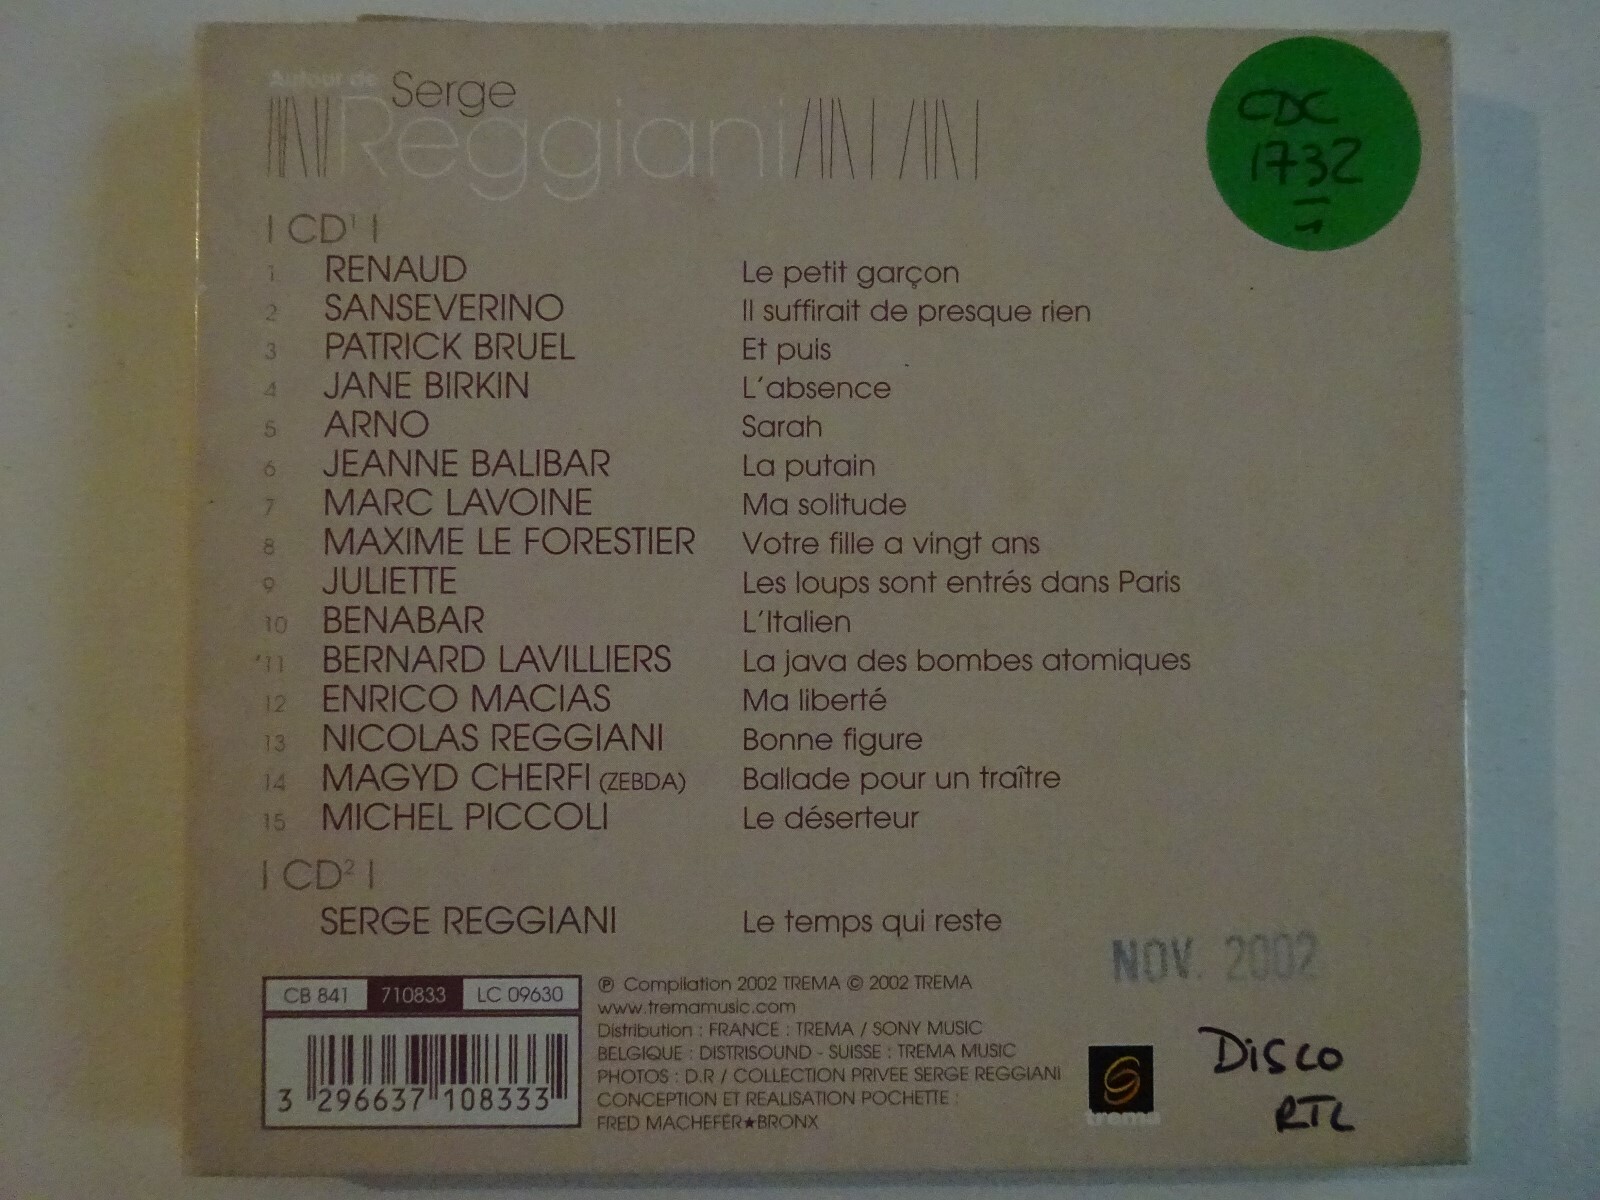 Autour de
Serge
Reggiani
CDC
1732
| CD¹ |
1 RENAUD Le petit garçon
2 SANSEVERINO Il suffirait de presque rien
3 PATRICK BRUEL Et puis
4 JANE BIRKIN L'absence
5 ARNO Sarah
6 JEANNE BALIBAR La putain
7 MARC LAVOINE Ma solitude
8 MAXIME LE FORESTIER Votre fille a vingt ans
9 JULIETTE Les loups sont entrés dans Paris
10 BENABAR L'Italien
11 BERNARD LAVILLIERS La java des bombes atomiques
12 ENRICO MACIAS Ma liberté
13 NICOLAS REGGIANI Bonne figure
14 MAGYD CHERFI (ZEBDA) Ballade pour un traître
15 MICHEL PICCOLI Le déserteur
| CD² |
SERGE REGGIANI Le temps qui reste
NOV. 2002
CB 841 710833 LC 09630
3 296637 108333
℗ Compilation 2002 TREMA © 2002 TREMA
www.tremamusic.com
Distribution : FRANCE : TREMA / SONY MUSIC
BELGIQUE : DISTRISOUND - SUISSE : TREMA MUSIC
PHOTOS : D.R / COLLECTION PRIVEE SERGE REGGIANI
CONCEPTION ET REALISATION POCHETTE :
FRED MACHEFER★BRONX
trema
DISCO
RTL